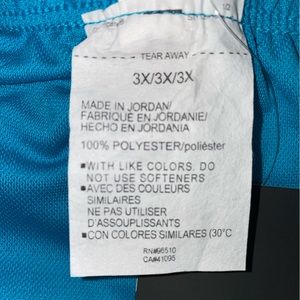 TEAR AWAY
3X/3X/3X
MADE IN JORDAN/
FABRIQUE EN JORDANIE/
HECHO EN JORDANIA
100% POLYESTER/poliéster
■WITH LIKE COLORS. DO
NOT USE SOFTENERS
■AVEC DES COULEURS
SIMILAIRES
NE PAS UTILISER
D'ASSOUPLISSANTS
■CON COLORES SIMILARES (30°C
RN#96510
CA#41095